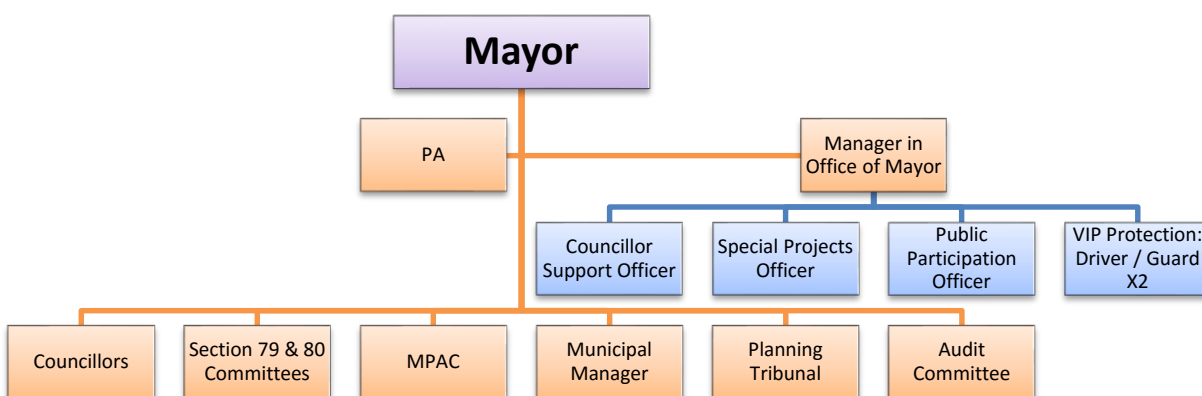 Mayor
PA
Manager in
Office of Mayor
Councillor
Support Officer
Special Projects
Officer
Public
Participation
Officer
VIP Protection:
Driver / Guard
X2
Councillors
Section 79 & 80
Committees
MPAC
Municipal
Manager
Planning
Tribunal
Audit
Committee